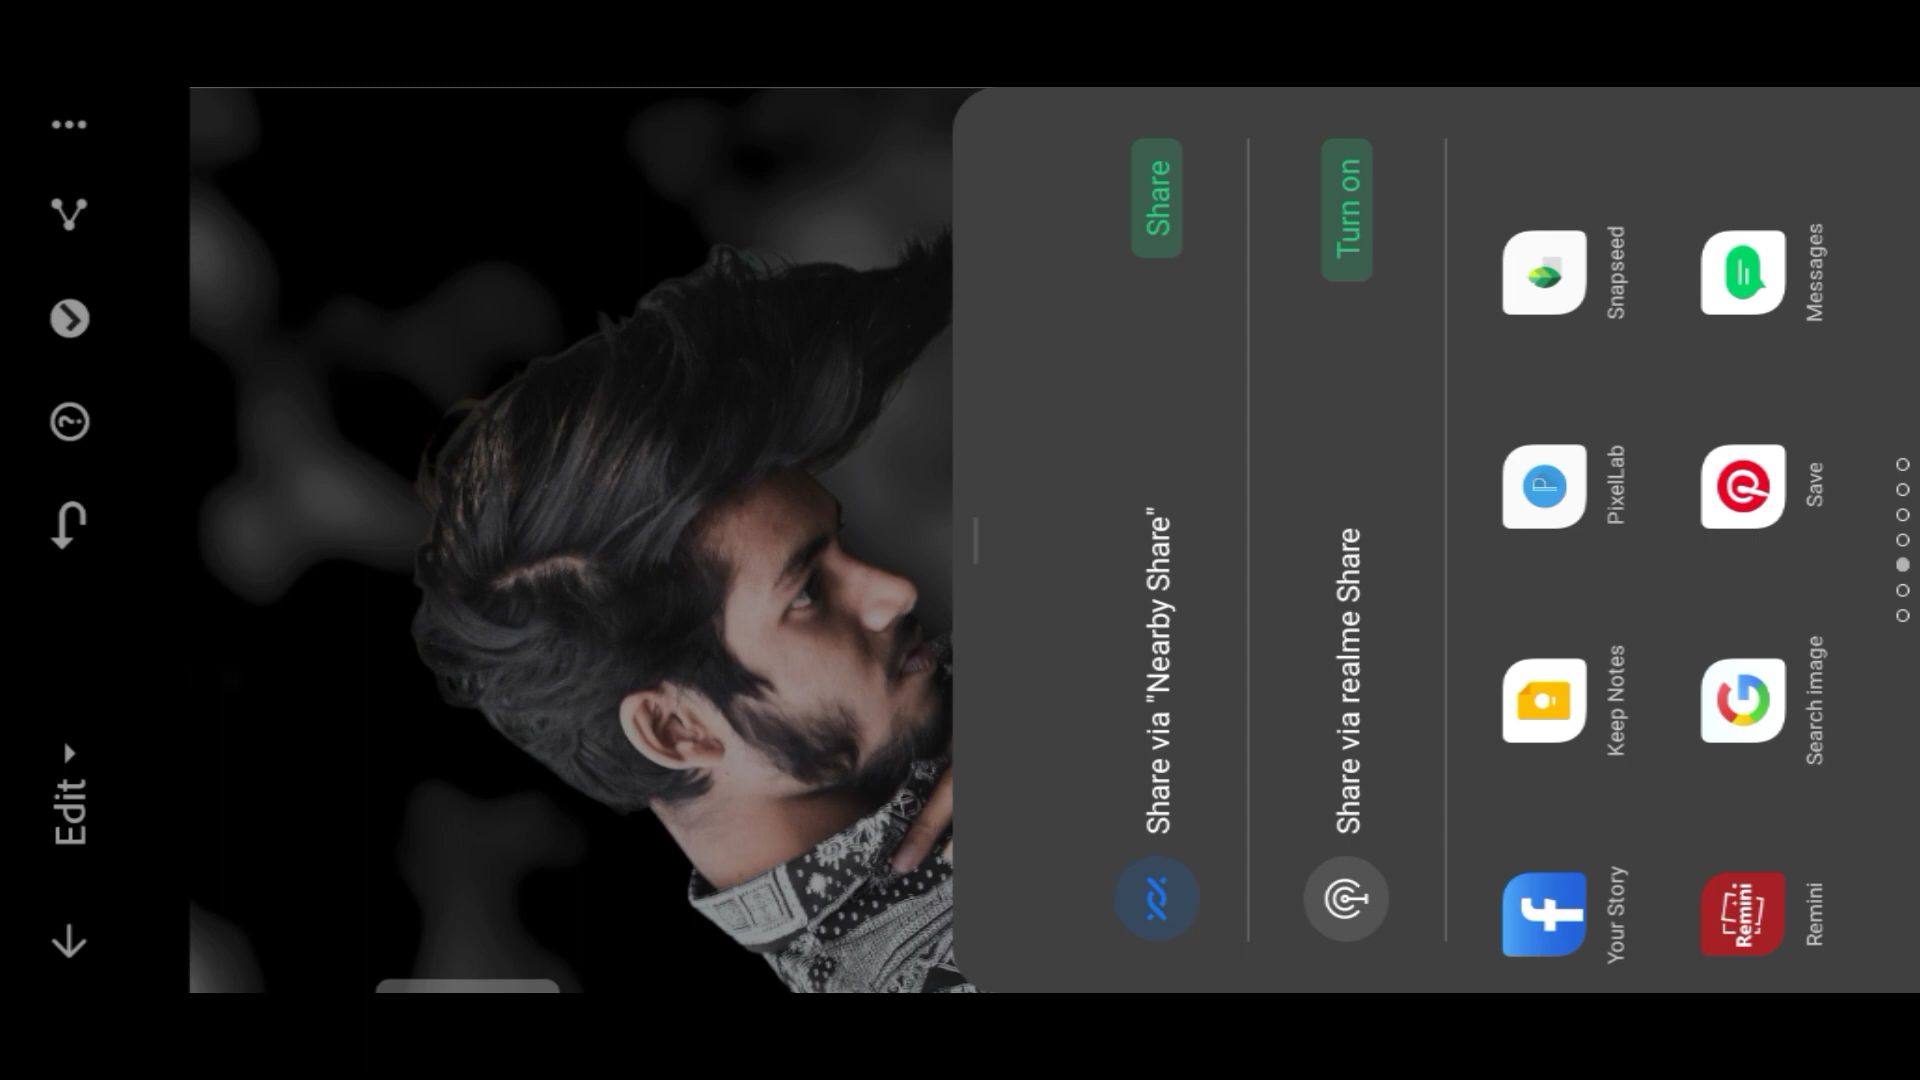 Edit
Share via "Nearby Share"
Share
Share via realme Share
Turn on
Your Story
Keep Notes
PixelLab
Snapseed
Remini
Remini
Search image
Save
Messages